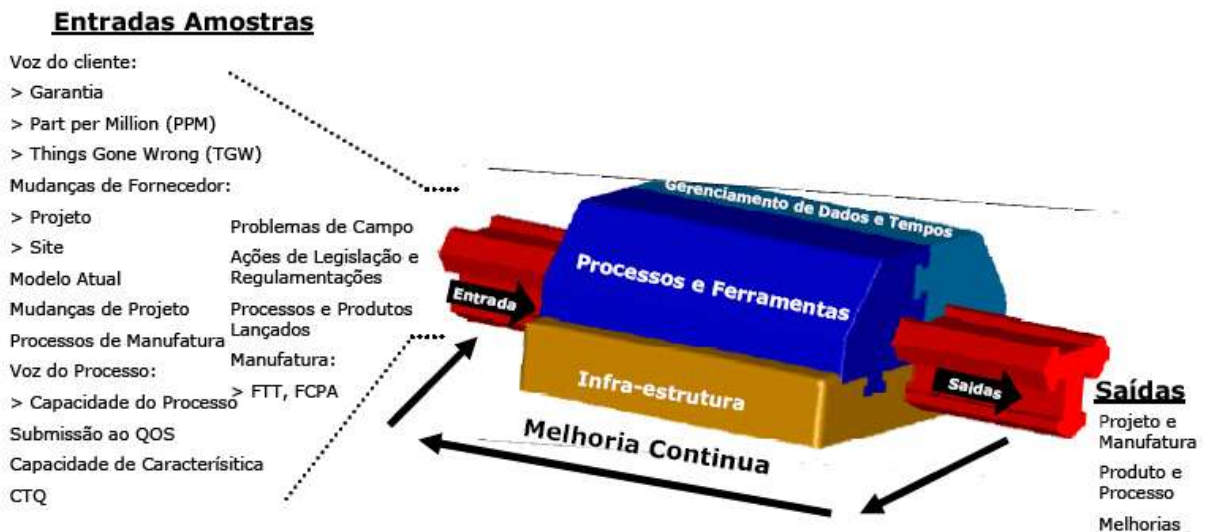 Entradas Amostras
Voz do cliente:
> Garantia
> Part per Million (PPM)
> Things Gone Wrong (TGW)
Mudanças de Fornecedor:
> Projeto
> Site
Modelo Atual
Mudanças de Projeto
Processos de Manufatura
Voz do Processo:
> Capacidade do Processo
Submissão ao QOS
Capacidade de Caracterísitica
CTQ
Problemas de Campo
Ações de Legislação e
Regulamentações
Processos e Produtos
Lançados
Manufatura:
> FTT, FCPA
Gerenciamento de Dados e Tempos
Processos e Ferramentas
Entrada
Infra-estrutura
Saídas
Melhoria Continua
Saídas
Projeto e
Manufatura
Produto e
Processo
Melhorias